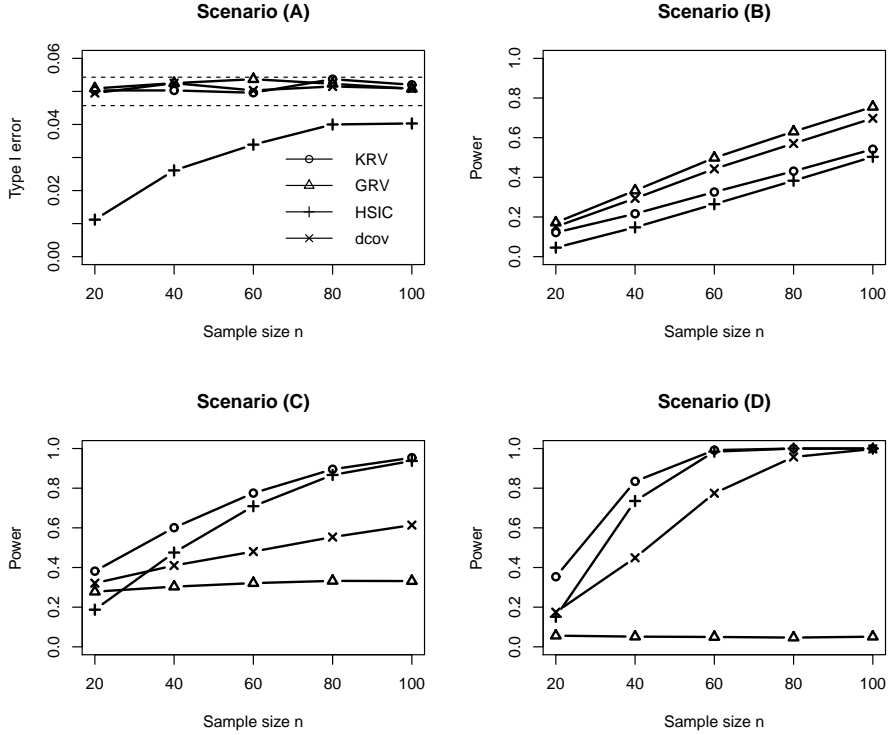 Scenario (A)
Type I error
0.00 0.02 0.04 0.06
KRV
GRV
HSIC
dcov
20 40 60 80 100
Sample size n
Scenario (B)
Power
0.0 0.2 0.4 0.6 0.8 1.0
20 40 60 80 100
Sample size n
Scenario (C)
Power
0.0 0.2 0.4 0.6 0.8 1.0
20 40 60 80 100
Sample size n
Scenario (D)
Power
0.0 0.2 0.4 0.6 0.8 1.0
20 40 60 80 100
Sample size n